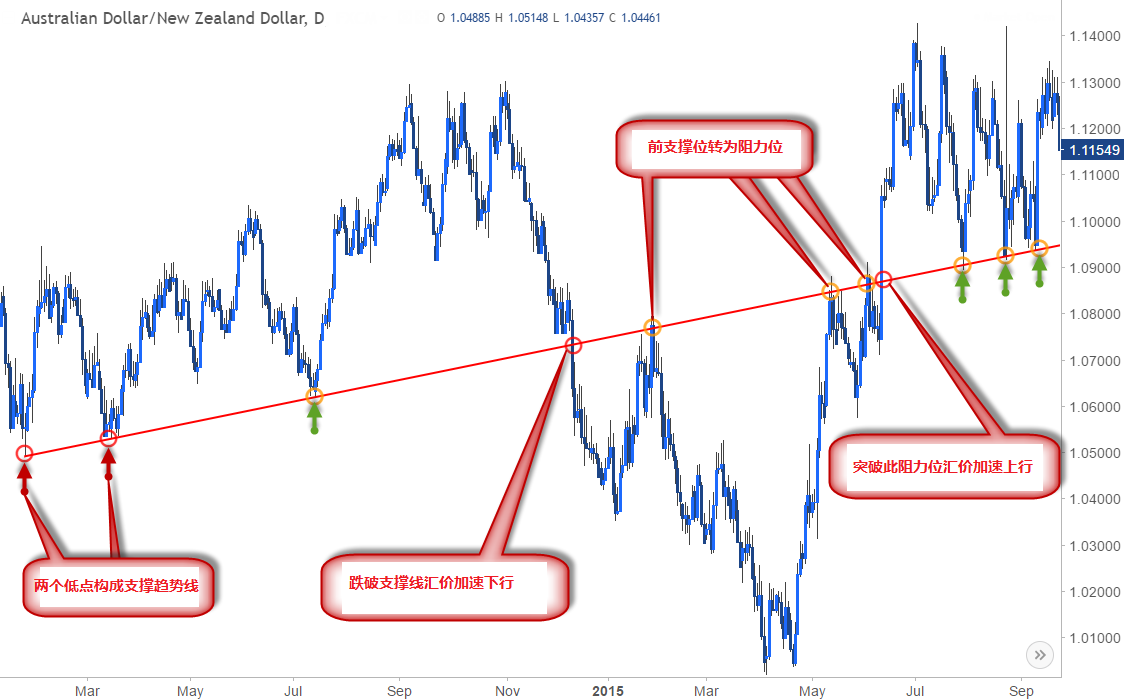 Australian Dollar/New Zealand Dollar, D
O 1.04885 H 1.05148 L 1.04357 C 1.04461
1.14000
1.13000
1.12000
1.11549
1.11000
1.10000
1.09000
1.08000
1.07000
1.06000
1.05000
1.04000
1.03000
1.02000
1.01000
前支撑位转为阻力位
突破此阻力位汇价加速上行
两个低点构成支撑趋势线
跌破支撑线汇价加速下行
Mar May Jul Sep Nov 2015 Mar May Jul Sep